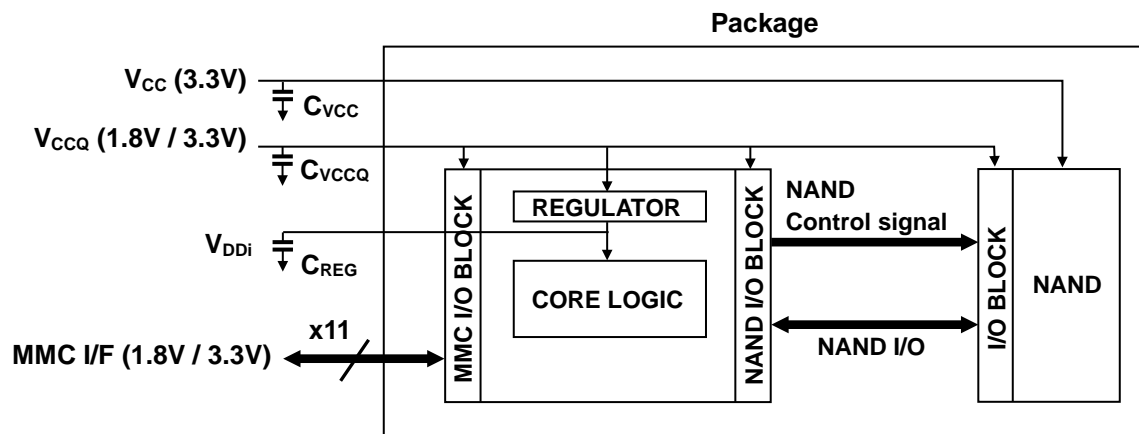 Package
VCC (3.3V)
CVCC
VCCQ (1.8V / 3.3V)
CVCCQ
VDDi
CREG
MMC I/F (1.8V / 3.3V)
x11
MMC I/O BLOCK
REGULATOR
CORE LOGIC
NAND I/O BLOCK
NAND
Control signal
NAND I/O
I/O BLOCK
NAND